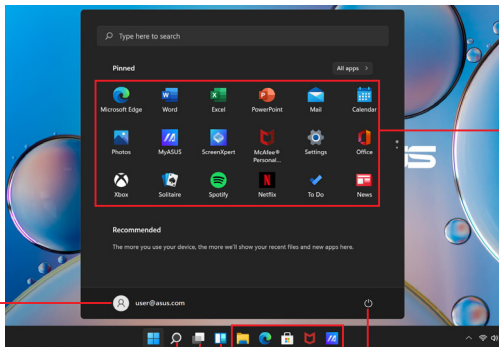 Type here to search
Pinned
All apps >
Microsoft Edge
Word
Excel
PowerPoint
Mail
Calendar
Photos
MyASUS
ScreenXpert
McAfee®
Personal...
Settings
Office
Xbox
Solitaire
Spotify
Netflix
To Do
News
Recommended
The more you use your device, the more we'll show your recent files and new apps here.
user@asus.com